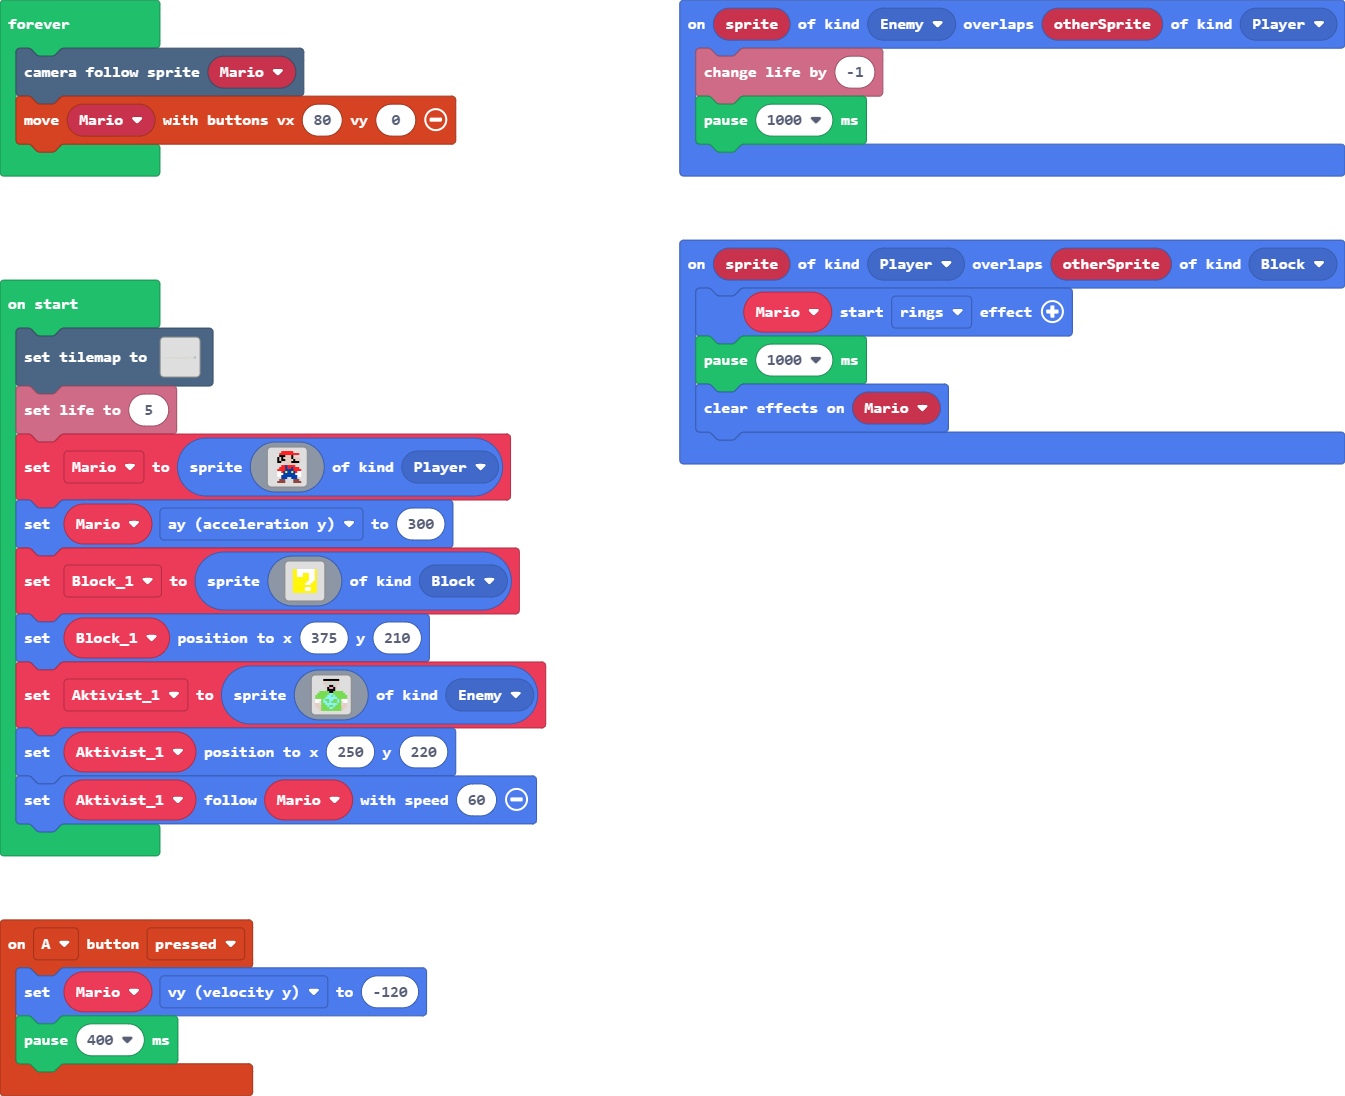 forever
camera follow sprite Mario
move Mario with buttons vx 80 vy 0
on start
set tilemap to
set life to 5
set Mario to sprite of kind Player
set Mario ay (acceleration y) to 300
set Block_1 to sprite ? of kind Block
set Block_1 position to x 375 y 210
set Aktivist_1 to sprite of kind Enemy
set Aktivist_1 position to x 250 y 220
set Aktivist_1 follow Mario with speed 60
on A button pressed
set Mario vy (velocity y) to -120
pause 400 ms
on sprite of kind Enemy overlaps otherSprite of kind Player
change life by -1
pause 1000 ms
on sprite of kind Player overlaps otherSprite of kind Block
Mario start rings effect
pause 1000 ms
clear effects on Mario